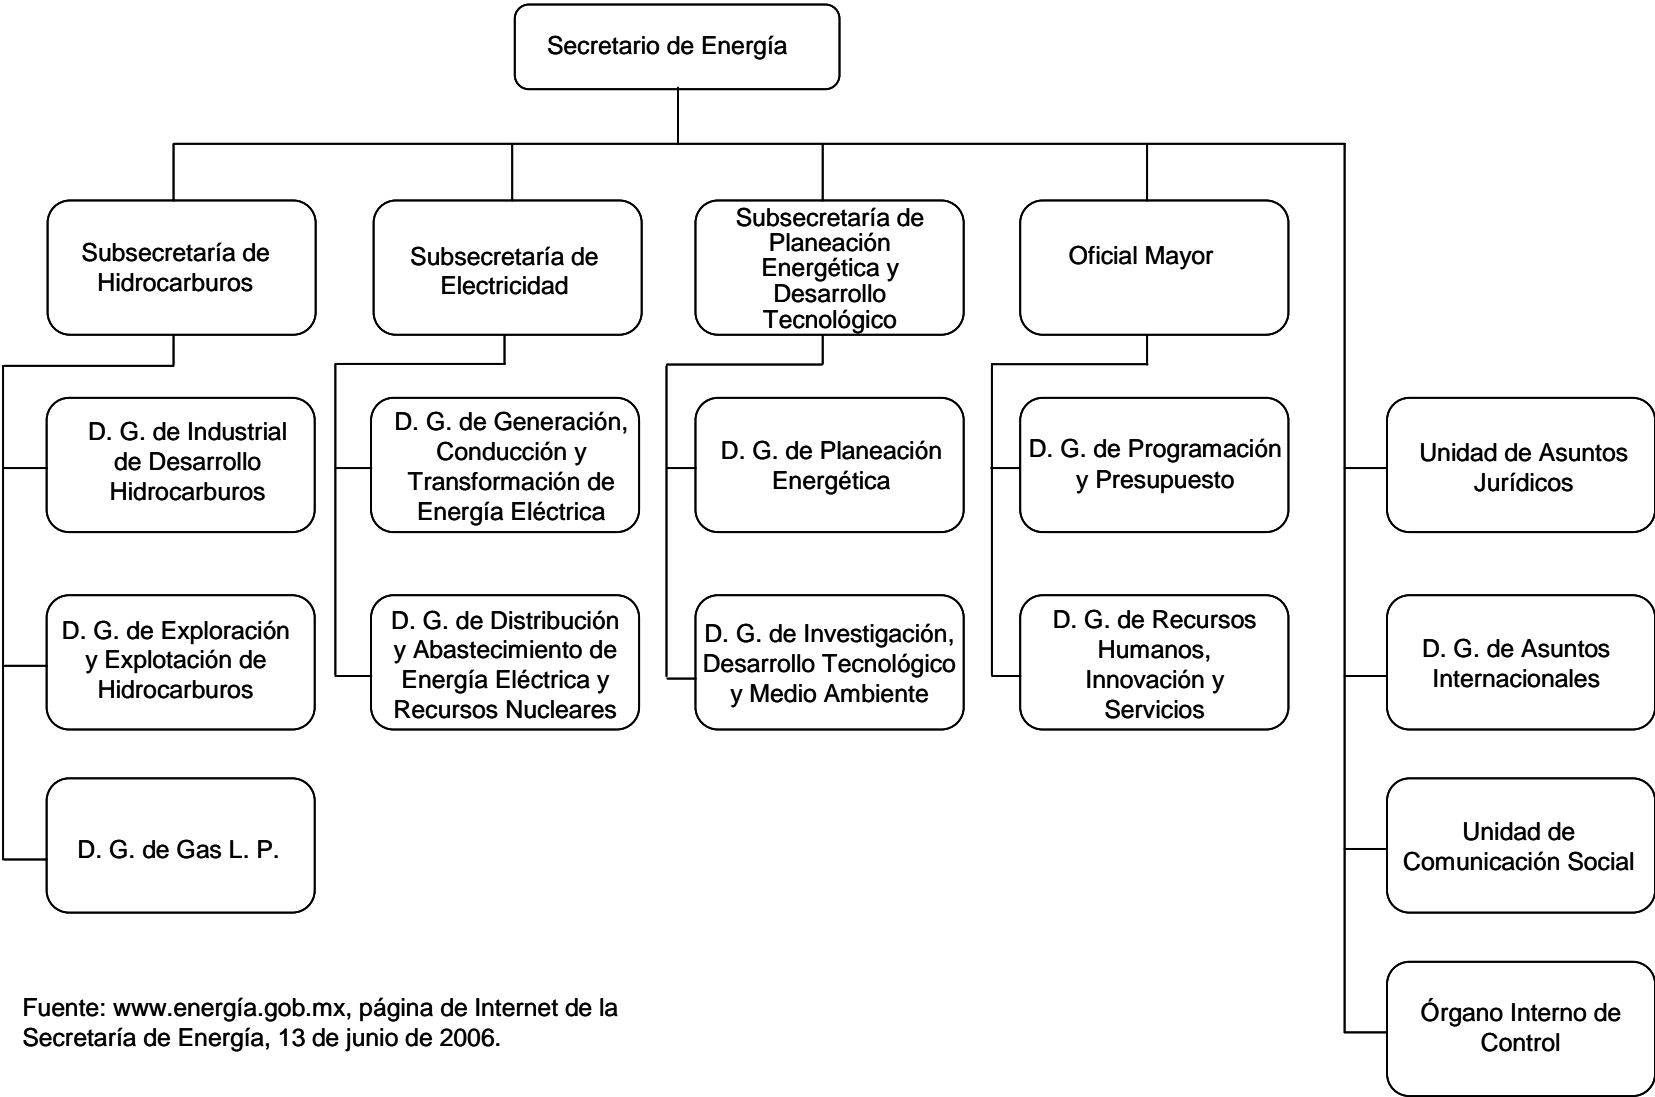 Secretario de Energía
Subsecretaría de
Hidrocarburos
Subsecretaría de
Electricidad
Subsecretaría de
Planeación
Energética y
Desarrollo
Tecnológico
Oficial Mayor
D. G. de Industrial
de Desarrollo
Hidrocarburos
D. G. de Generación,
Conducción y
Transformación de
Energía Eléctrica
D. G. de Planeación
Energética
D. G. de Programación
y Presupuesto
Unidad de Asuntos
Jurídicos
D. G. de Exploración
y Explotación de
Hidrocarburos
D. G. de Distribución
y Abastecimiento de
Energía Eléctrica y
Recursos Nucleares
D. G. de Investigación,
Desarrollo Tecnológico
y Medio Ambiente
D. G. de Recursos
Humanos,
Innovación y
Servicios
D. G. de Asuntos
Internacionales
D. G. de Gas L. P.
Unidad de
Comunicación Social
Órgano Interno de
Control
Fuente: www.energía.gob.mx, página de Internet de la
Secretaría de Energía, 13 de junio de 2006.